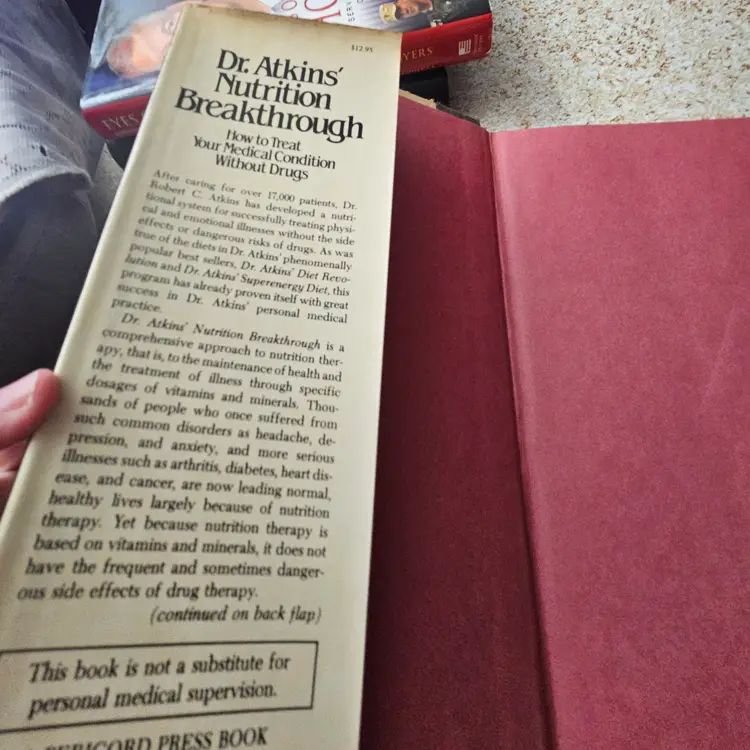 EYES
YERS
$12.95
Dr. Atkins'
Nutrition
Breakthrough
How to Treat
Your Medical Condition
Without Drugs
After caring for over 17,000 patients, Dr.
Robert C. Atkins has developed a nutri-
tional system for successfully treating physi-
cal and emotional illnesses without the side
effects or dangerous risks of drugs. As was
true of the diets in Dr. Atkins' phenomenally
popular best sellers, Dr. Atkins' Diet Revo-
lution and Dr. Atkins' Superenergy Diet, this
program has already proven itself with great
success in Dr. Atkins' personal medical
practice.
Dr. Atkins' Nutrition Breakthrough is a
comprehensive approach to nutrition ther-
apy, that is, to the maintenance of health and
the treatment of illness through specific
dosages of vitamins and minerals. Thou-
sands of people who once suffered from
such common disorders as headache, de-
pression, and anxiety, and more serious
illnesses such as arthritis, diabetes, heart dis-
ease, and cancer, are now leading normal,
healthy lives largely because of nutrition
therapy. Yet because nutrition therapy is
based on vitamins and minerals, it does not
have the frequent and sometimes danger-
ous side effects of drug therapy.
(continued on back flap)
This book is not a substitute for
personal medical supervision.
PERIGORD PRESS BOOK